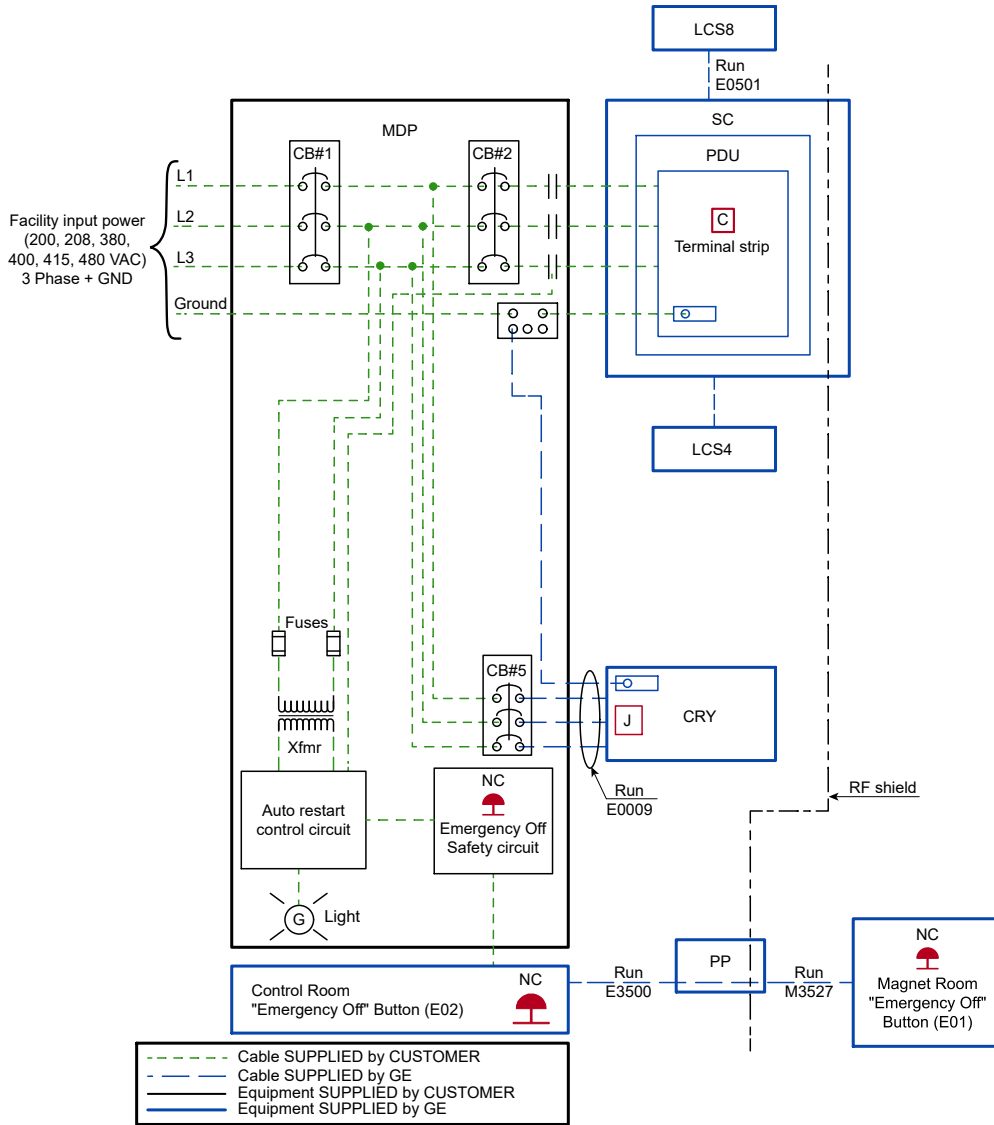 LCS8
Run
E0501
MDP
SC
CB#1
CB#2
PDU
L1
L2
L3
Facility input power
(200, 208, 380,
400, 415, 480 VAC)
3 Phase + GND
C
Terminal strip
Ground
LCS4
Fuses
CB#5
Xfmr
J
CRY
Run
E0009
RF shield
Auto restart
control circuit
NC
Emergency Off
Safety circuit
G
Light
Control Room
"Emergency Off" Button (E02)
NC
Run
E3500
PP
Run
M3527
NC
Magnet Room
"Emergency Off"
Button (E01)
Cable SUPPLIED by CUSTOMER
Cable SUPPLIED by GE
Equipment SUPPLIED by CUSTOMER
Equipment SUPPLIED by GE